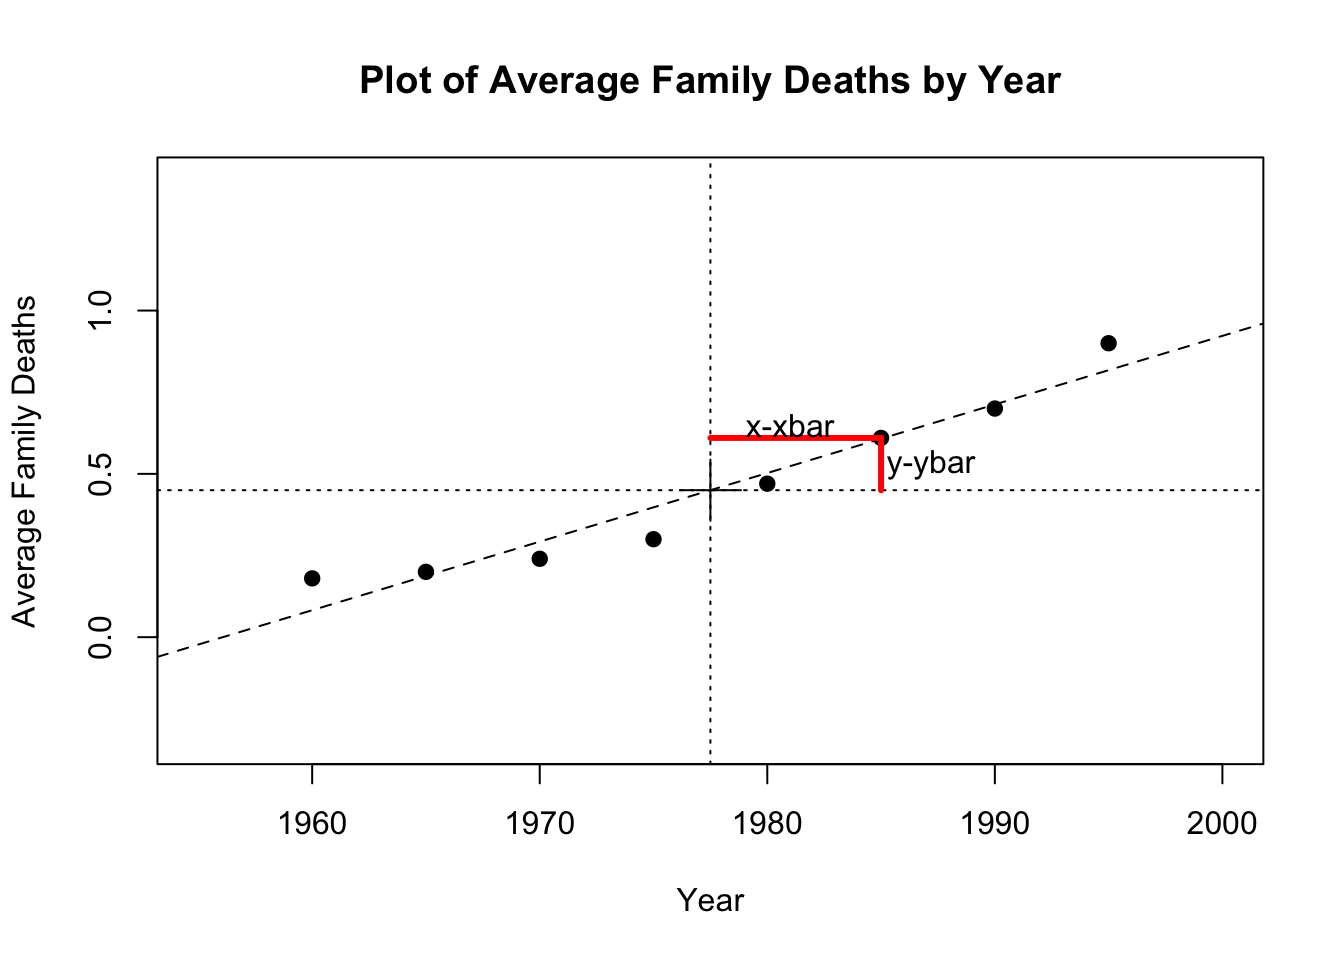 Plot of Average Family Deaths by Year
Average Family Deaths
1.0
0.5
0.0
x-xbar
y-ybar
1960 1970 1980 1990 2000
Year